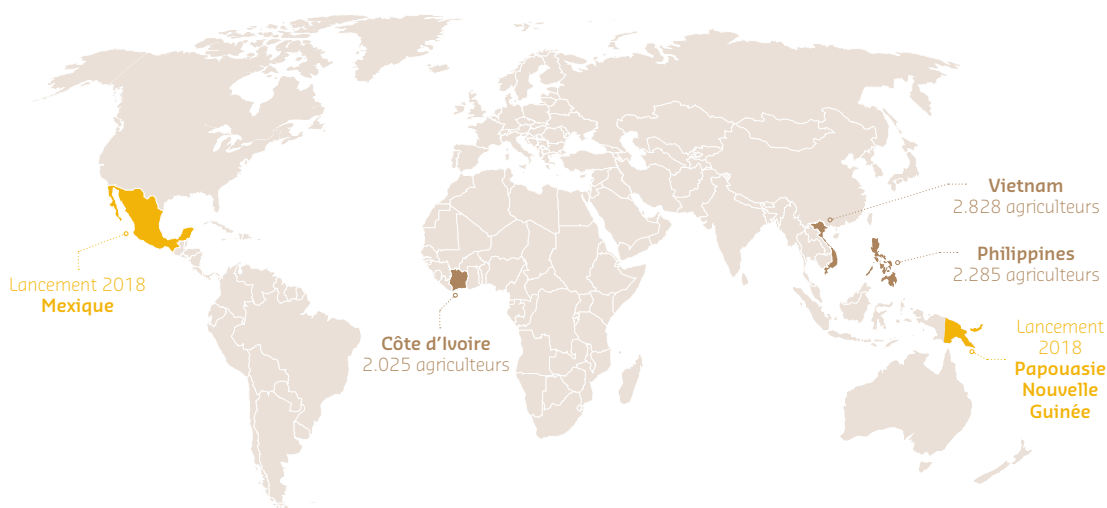 Vietnam
2.828 agriculteurs
Philippines
2.285 agriculteurs
Lancement 2018
Mexique
Lancement
2018
Papouasie
Nouvelle
Guinée
Côte d'Ivoire
2.025 agriculteurs